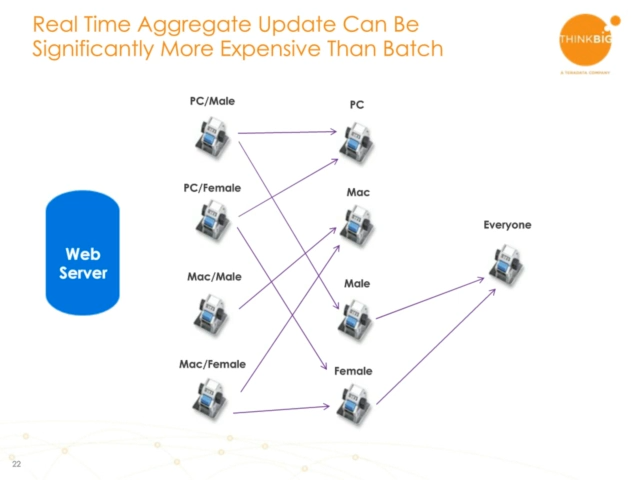 Real Time Aggregate Update Can Be
Significantly More Expensive Than Batch
THINKBIG
A TERADATA COMPANY
PC/Male
PC
PC/Female
Mac
Everyone
Web
Server
Mac/Male
Male
Mac/Female
Female
22